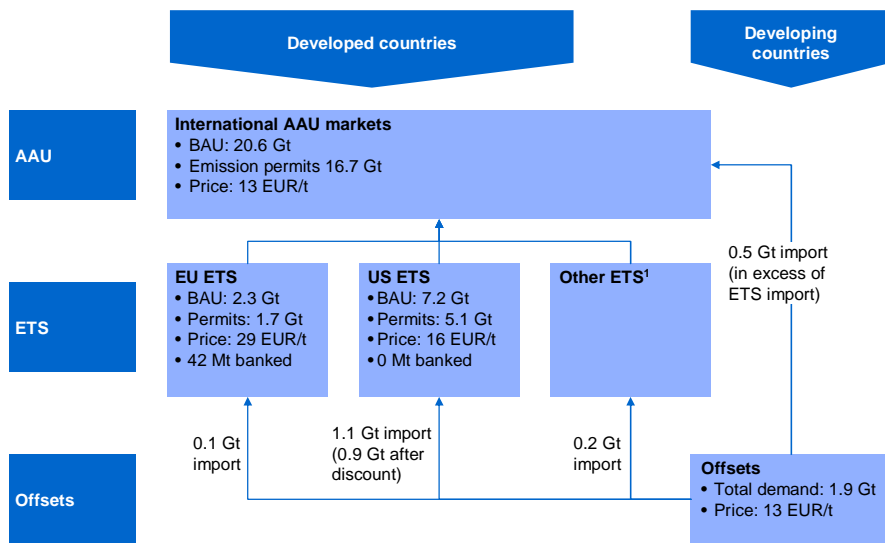 Developed countries
Developing
countries
AAU
International AAU markets
• BAU: 20.6 Gt
• Emission permits 16.7 Gt
• Price: 13 EUR/t
0.5 Gt import
(in excess of
ETS import)
ETS
EU ETS
• BAU: 2.3 Gt
• Permits: 1.7 Gt
• Price: 29 EUR/t
• 42 Mt banked
US ETS
• BAU: 7.2 Gt
• Permits: 5.1 Gt
• Price: 16 EUR/t
• 0 Mt banked
Other ETS¹
0.1 Gt
import
1.1 Gt import
(0.9 Gt after
discount)
0.2 Gt
import
Offsets
Offsets
• Total demand: 1.9 Gt
• Price: 13 EUR/t